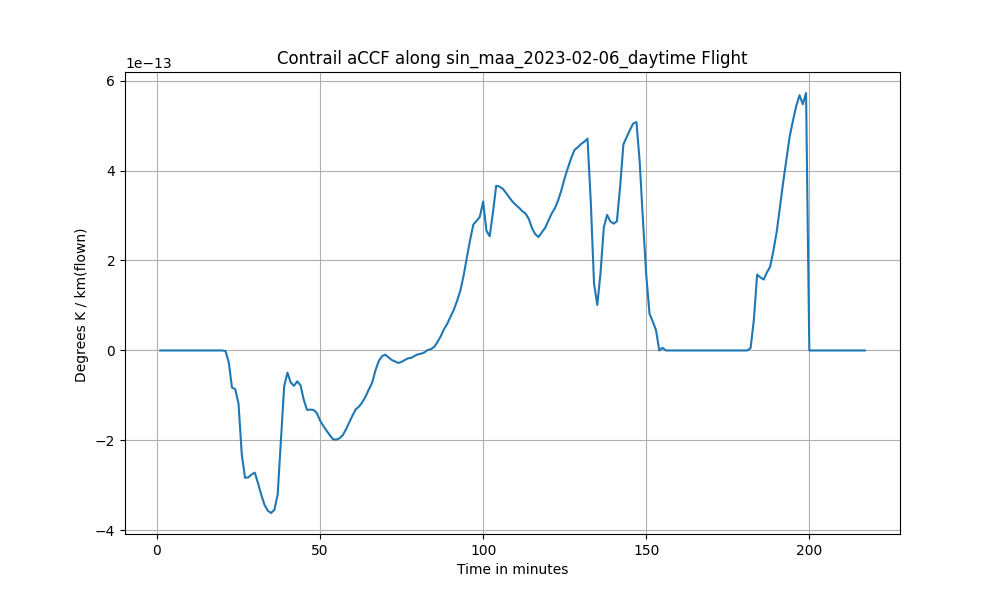 Contrail aCCF along sin_maa_2023-02-06_daytime Flight
1e−13
6
4
2
0
−2
−4
Degrees K / km(flown)
0 50 100 150 200
Time in minutes